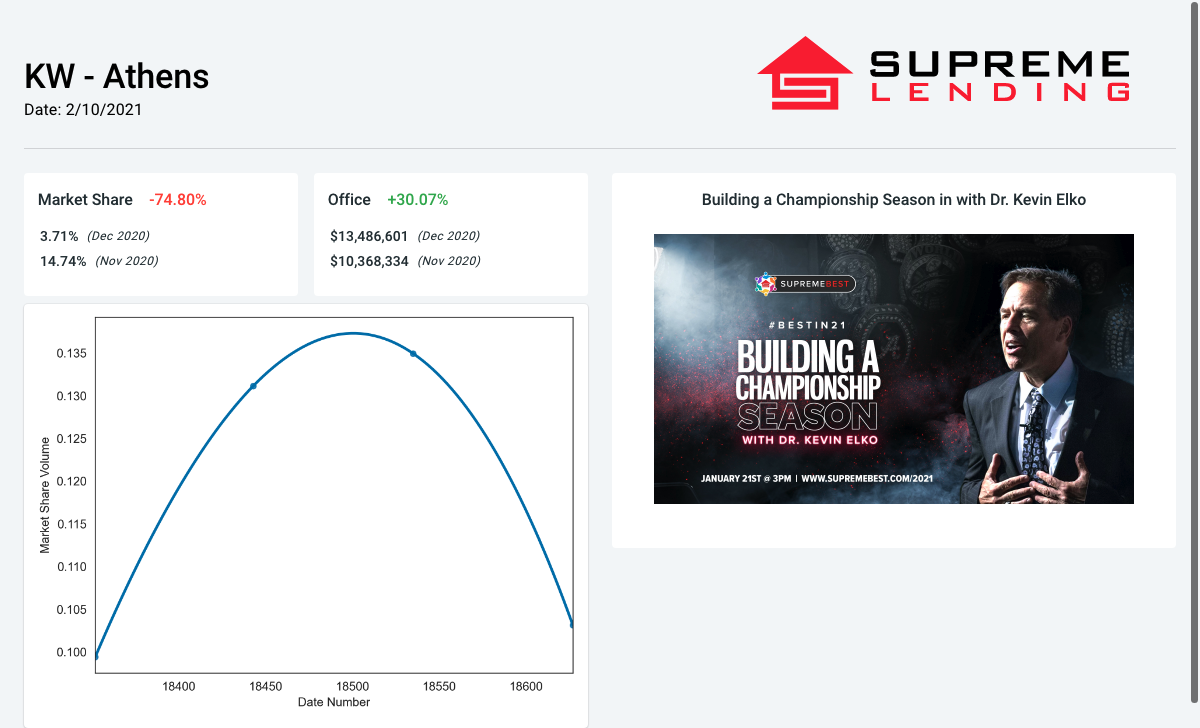 KW - Athens
Date: 2/10/2021
SUPREME
LENDING
Market Share -74.80%
3.71% (Dec 2020)
14.74% (Nov 2020)
Office +30.07%
$13,486,601 (Dec 2020)
$10,368,334 (Nov 2020)
Building a Championship Season in with Dr. Kevin Elko
SUPREMEBEST
#BESTIN21
BUILDING A
CHAMPIONSHIP
SEASON
WITH DR. KEVIN ELKO
JANUARY 21ST @ 3PM | WWW.SUPREMEBEST.COM/2021
Market Share Volume
0.135
0.130
0.125
0.120
0.115
0.110
0.105
0.100
18400 18450 18500 18550 18600
Date Number